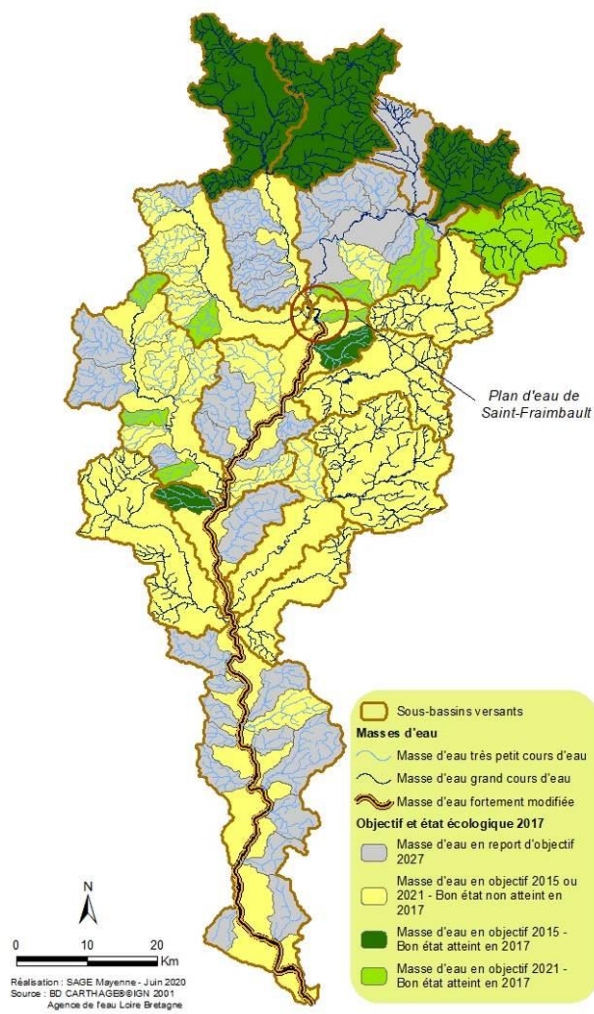 Plan d'eau de
Saint-Fraimbault
Sous-bassins versants
Masses d'eau
Masse d'eau très petit cours d'eau
Masse d'eau grand cours d'eau
Masse d'eau fortement modifiée
Objectif et état écologique 2017
Masse d'eau en report d'objectif
2027
Masse d'eau en objectif 2015 ou
2021 - Bon état non atteint en
2017
Masse d'eau en objectif 2015 -
Bon état atteint en 2017
Masse d'eau en objectif 2021 -
Bon état atteint en 2017
N
0 10 20
Km
Réalisation : SAGE Mayenne - Juin 2020
Source : BD CARTHAGE®©IGN 2001
Agence de l'eau Loire Bretagne